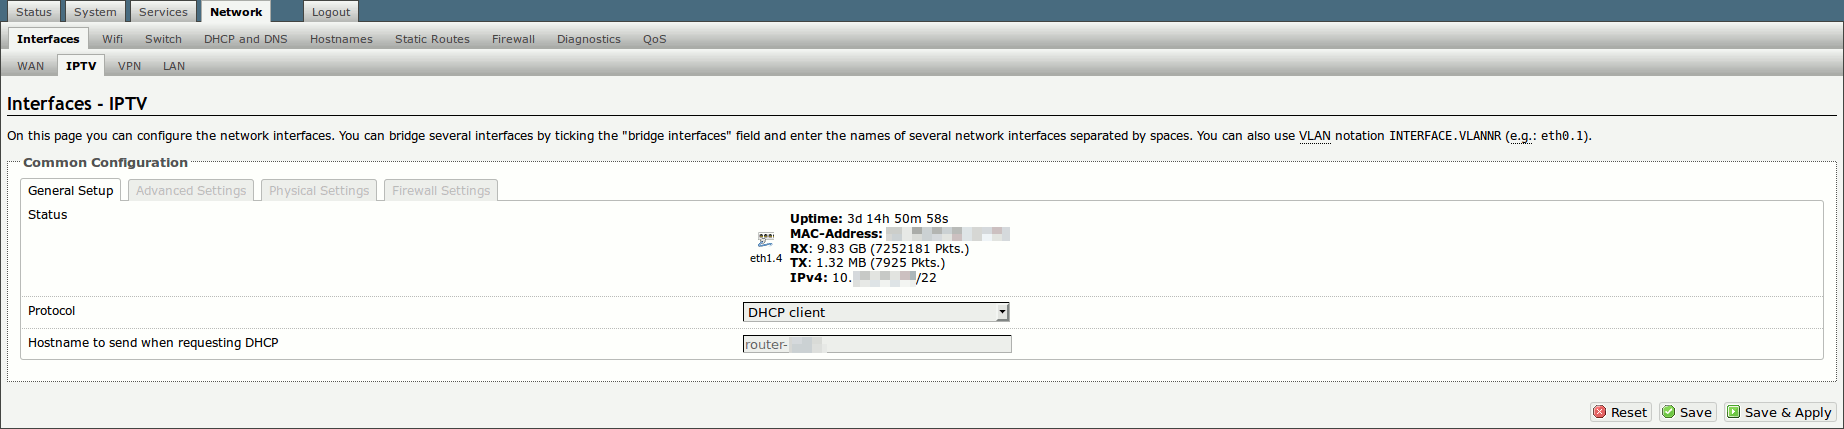 Status System Services Network Logout
Interfaces Wifi Switch DHCP and DNS Hostnames Static Routes Firewall Diagnostics QoS
WAN IPTV VPN LAN
Interfaces - IPTV
On this page you can configure the network interfaces. You can bridge several interfaces by ticking the "bridge interfaces" field and enter the names of several network interfaces separated by spaces. You can also use VLAN notation INTERFACE.VLANNR (e.g.: eth0.1).
Common Configuration
General Setup Advanced Settings Physical Settings Firewall Settings
Status
eth1.4
Uptime: 3d 14h 50m 58s
MAC-Address:
RX: 9.83 GB (7252181 Pkts.)
TX: 1.32 MB (7925 Pkts.)
IPv4: 10. /22
Protocol DHCP client
Hostname to send when requesting DHCP router-
Reset Save Save & Apply